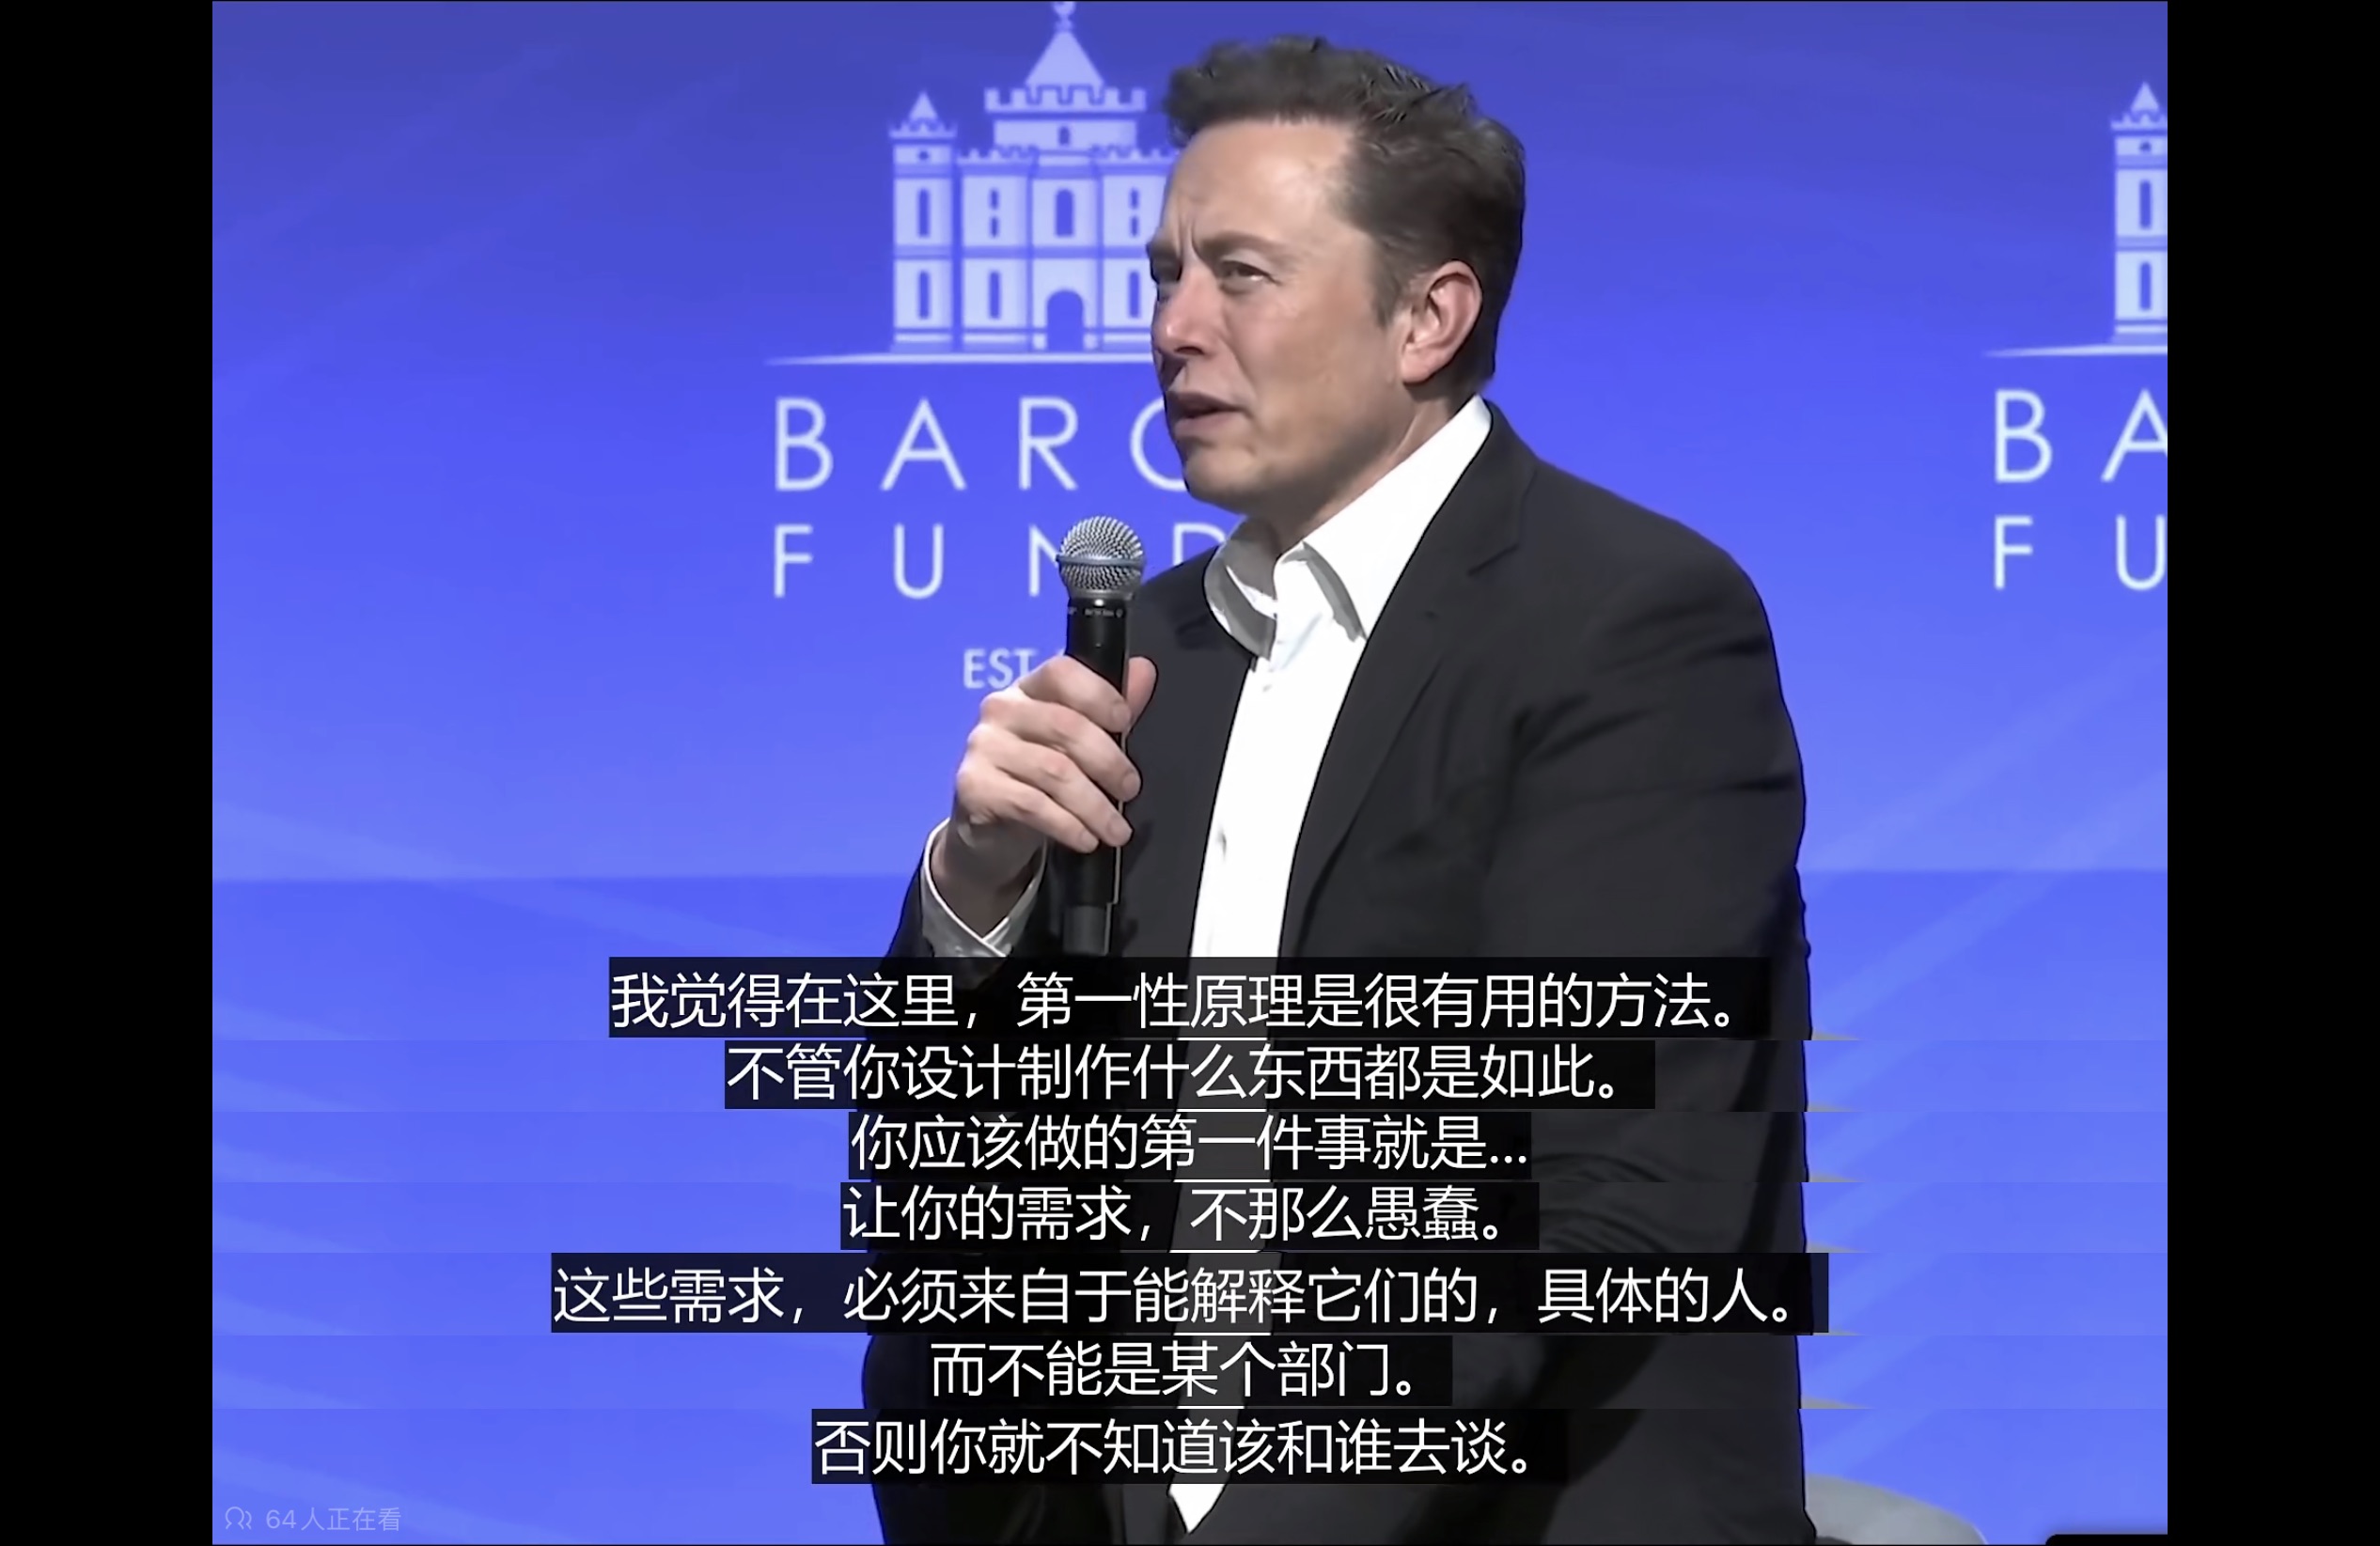 BARO
FUND
EST
B A
F U
我觉得在这里，第一性原理是很有用的方法。
不管你设计制作什么东西都是如此。
你应该做的第一件事就是...
让你的需求，不那么愚蠢。
这些需求，必须来自于能解释它们的，具体的人。
而不能是某个部门。
否则你就不知道该和谁去谈。
64人正在看